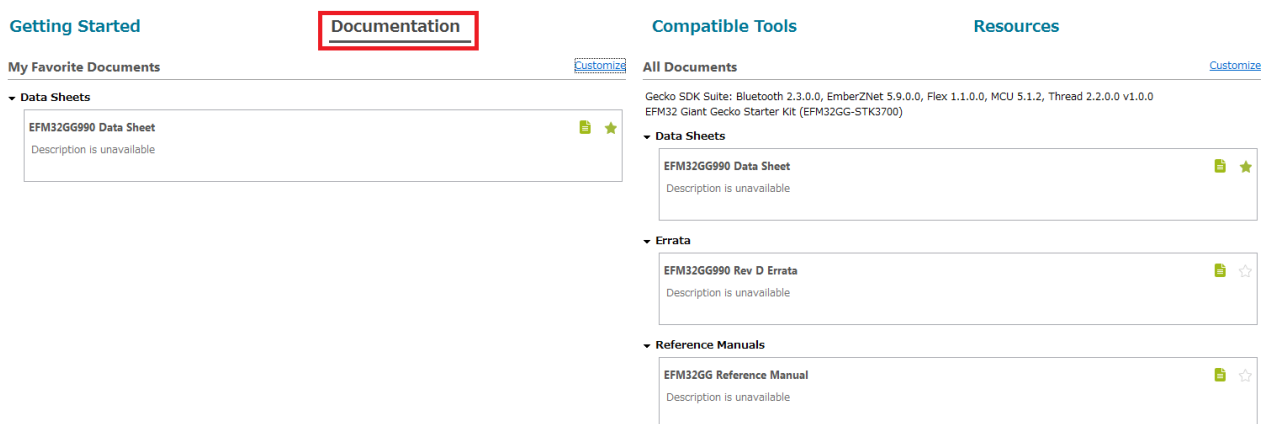 Getting Started
Documentation
Compatible Tools
Resources
My Favorite Documents
Customize
Data Sheets
EFM32GG990 Data Sheet
Description is unavailable
All Documents
Customize
Gecko SDK Suite: Bluetooth 2.3.0.0, EmberZNet 5.9.0.0, Flex 1.1.0.0, MCU 5.1.2, Thread 2.2.0.0 v1.0.0
EFM32 Giant Gecko Starter Kit (EFM32GG-STK3700)
Data Sheets
EFM32GG990 Data Sheet
Description is unavailable
Errata
EFM32GG990 Rev D Errata
Description is unavailable
Reference Manuals
EFM32GG Reference Manual
Description is unavailable